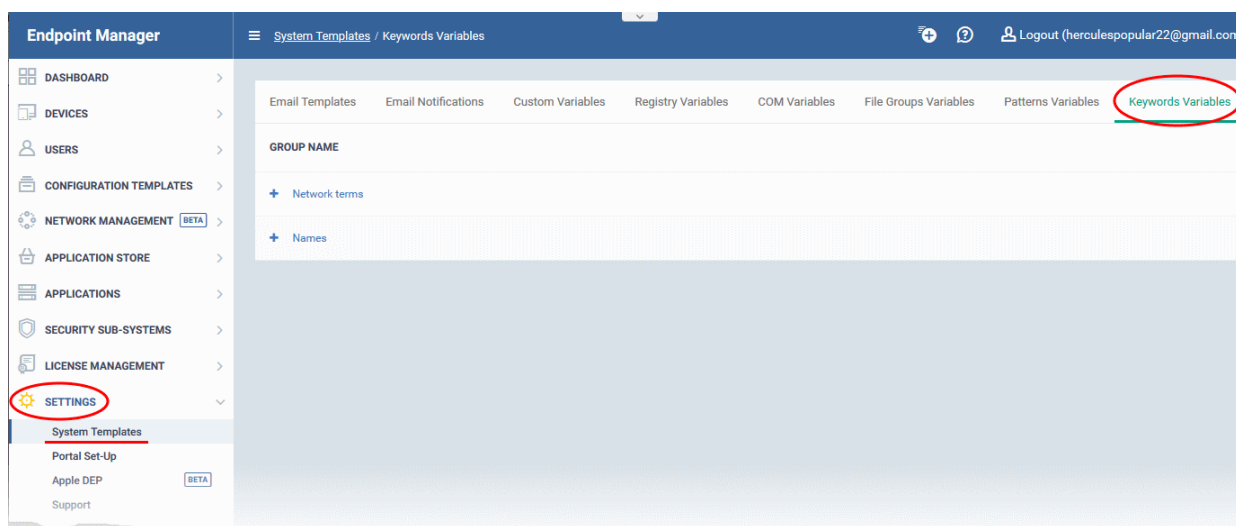 Endpoint Manager
System Templates / Keywords Variables
Logout (herculespopular22@gmail.com
DASHBOARD
DEVICES
USERS
CONFIGURATION TEMPLATES
NETWORK MANAGEMENT BETA
APPLICATION STORE
APPLICATIONS
SECURITY SUB-SYSTEMS
LICENSE MANAGEMENT
SETTINGS
System Templates
Portal Set-Up
Apple DEP BETA
Support
Email Templates Email Notifications Custom Variables Registry Variables COM Variables File Groups Variables Patterns Variables Keywords Variables
GROUP NAME
+ Network terms
+ Names